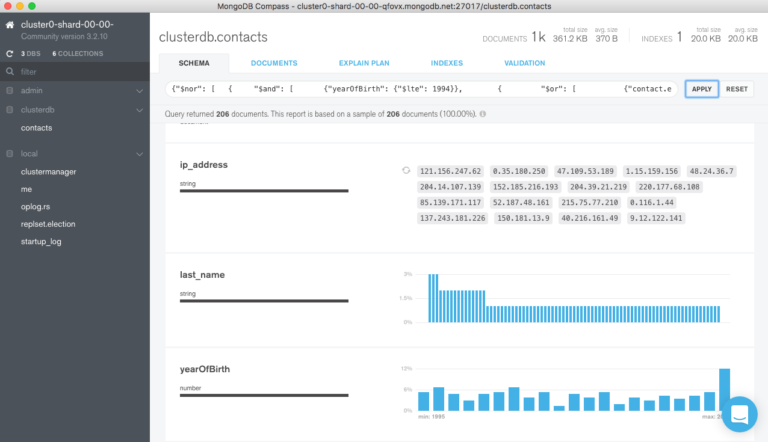 MongoDB Compass - cluster0-shard-00-00-qfovx.mongodb.net:27017/clusterdb.contacts
cluster0-shard-00-00-
Community version 3.2.10
3 DBS 6 COLLECTIONS
filter
admin
clusterdb
contacts
local
clustermanager
me
oplog.rs
replset.election
startup_log
clusterdb.contacts
DOCUMENTS 1k total size 361.2 KB avg. size 370 B
INDEXES 1 total size 20.0 KB avg. size 20.0 KB
SCHEMA DOCUMENTS EXPLAIN PLAN INDEXES VALIDATION
{"$nor": [ { "$and": [ {"yearOfBirth": {"$lte": 1994}}, { "$or": [ {"contact.e
APPLY RESET
Query returned 206 documents. This report is based on a sample of 206 documents (100.00%).
ip_address
string
121.156.247.62 0.35.180.250 47.109.53.189 1.15.159.156 48.24.36.7
204.14.107.139 152.185.216.193 204.39.21.219 220.177.68.108
85.139.171.117 52.187.48.161 215.75.77.210 0.116.1.44
137.243.181.226 150.181.13.9 40.216.161.49 9.12.122.141
last_name
string
3%
1.5%
0%
yearOfBirth
number
12%
6%
0%
min: 1995